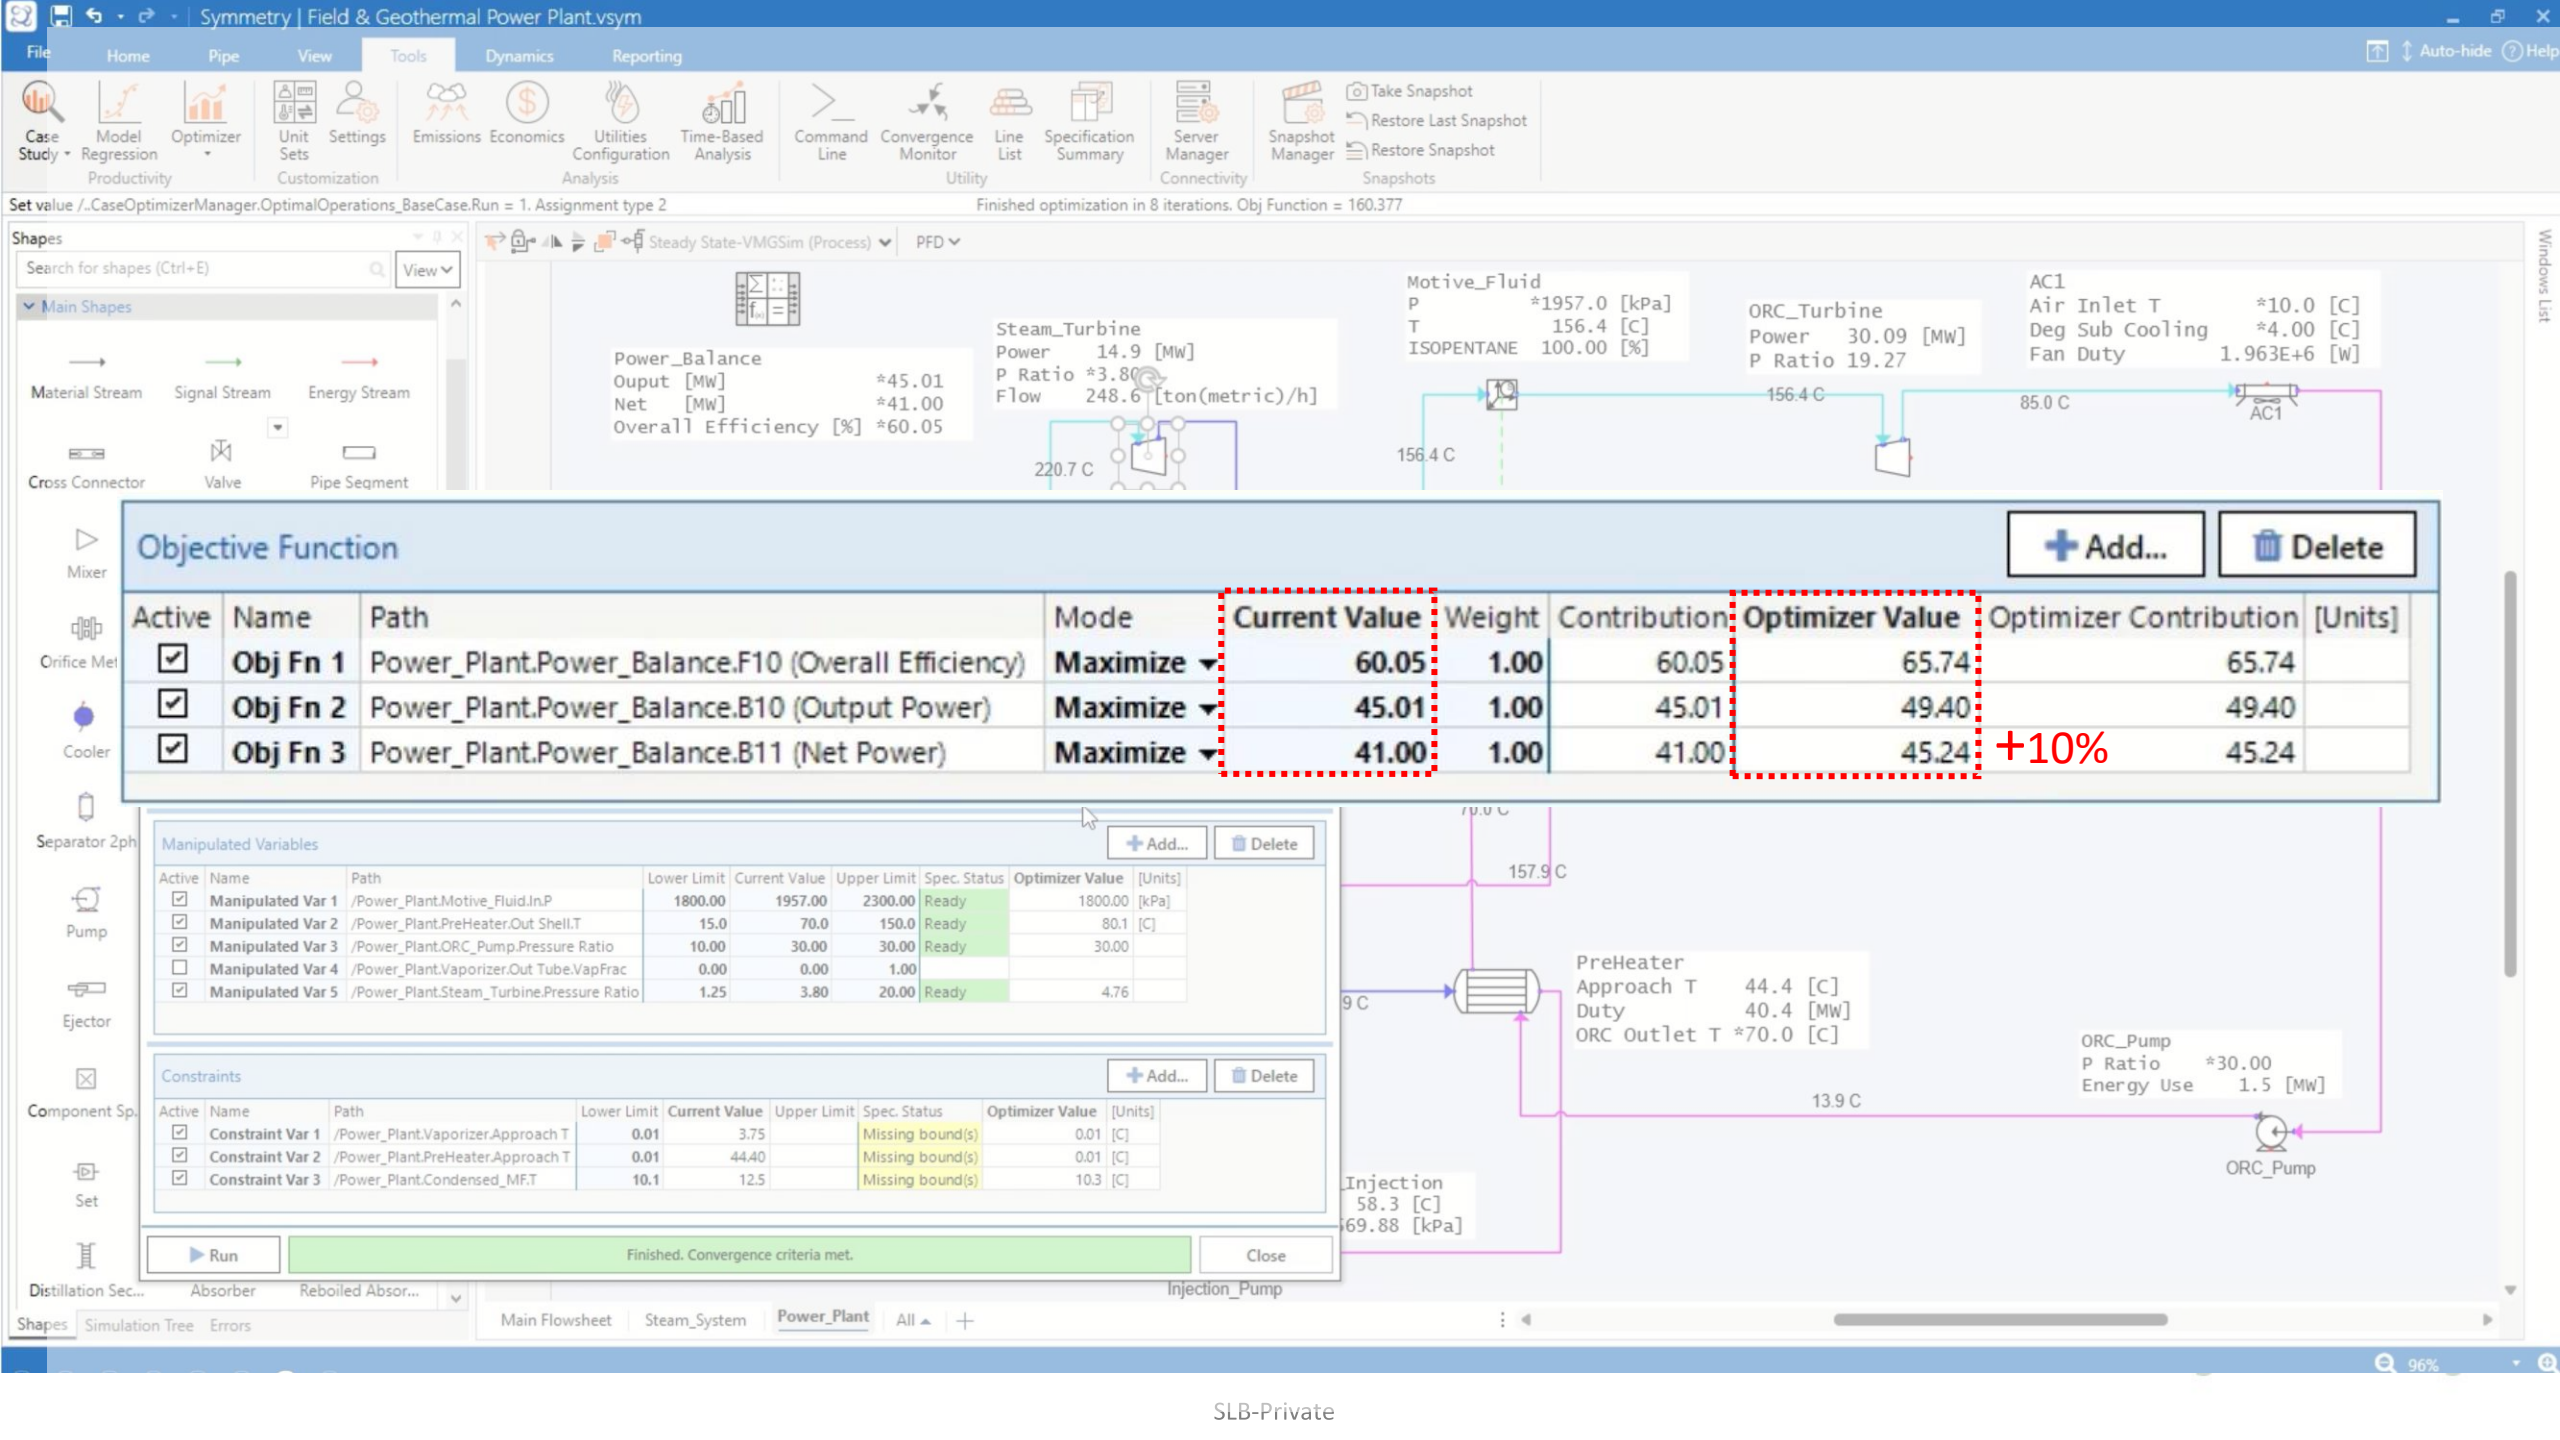 Symmetry | Field & Geothermal Power Plant.vsym
File Home Pipe View Tools Dynamics Reporting Auto-hide Help
Case Study Model Regression Optimizer Unit Sets Settings Emissions Economics Utilities Configuration Time-Based Analysis Command Line Convergence Monitor Line List Specification Summary Server Manager Snapshot Manager
Take Snapshot
Restore Last Snapshot
Restore Snapshot
Productivity Customization Analysis Utility Connectivity Snapshots
Set value /..CaseOptimizerManager.OptimalOperations_BaseCase.Run = 1. Assignment type 2 Finished optimization in 8 iterations. Obj Function = 160.377
Shapes
Search for shapes (Ctrl+E) View
Main Shapes
Material Stream Signal Stream Energy Stream
Cross Connector Valve Pipe Segment
Mixer
Orifice Met
Cooler
Separator 2ph
Pump
Ejector
Component Sp.
Set
Distillation Sec... Absorber Reboiled Absor...
Shapes Simulation Tree Errors
Steady State-VMGSim (Process) PFD
Windows List
Power_Balance
Ouput [MW] *45.01
Net [MW] *41.00
Overall Efficiency [%] *60.05
Steam_Turbine
Power 14.9 [MW]
P Ratio *3.80
Flow 248.6 [ton(metric)/h]
220.7 C
Motive_Fluid
P *1957.0 [kPa]
T 156.4 [C]
ISOPENTANE 100.00 [%]
156.4 C
156.4 C
ORC_Turbine
Power 30.09 [MW]
P Ratio 19.27
85.0 C
AC1
Air Inlet T *10.0 [C]
Deg Sub Cooling *4.00 [C]
Fan Duty 1.963E+6 [W]
AC1
Objective Function Add... Delete
Active Name Path Mode Current Value Weight Contribution Optimizer Value Optimizer Contribution [Units]
Obj Fn 1 Power_Plant.Power_Balance.F10 (Overall Efficiency) Maximize 60.05 1.00 60.05 65.74 65.74
Obj Fn 2 Power_Plant.Power_Balance.B10 (Output Power) Maximize 45.01 1.00 45.01 49.40 49.40
Obj Fn 3 Power_Plant.Power_Balance.B11 (Net Power) Maximize 41.00 1.00 41.00 45.24 +10% 45.24
Manipulated Variables Add... Delete
Active Name Path Lower Limit Current Value Upper Limit Spec. Status Optimizer Value [Units]
Manipulated Var 1 /Power_Plant.Motive_Fluid.In.P 1800.00 1957.00 2300.00 Ready 1800.00 [kPa]
Manipulated Var 2 /Power_Plant.PreHeater.Out Shell.T 15.0 70.0 150.0 Ready 80.1 [C]
Manipulated Var 3 /Power_Plant.ORC_Pump.Pressure Ratio 10.00 30.00 30.00 Ready 30.00
Manipulated Var 4 /Power_Plant.Vaporizer.Out Tube.VapFrac 0.00 0.00 1.00
Manipulated Var 5 /Power_Plant.Steam_Turbine.Pressure Ratio 1.25 3.80 20.00 Ready 4.76
Constraints Add... Delete
Active Name Path Lower Limit Current Value Upper Limit Spec. Status Optimizer Value [Units]
Constraint Var 1 /Power_Plant.Vaporizer.Approach T 0.01 3.75 Missing bound(s) 0.01 [C]
Constraint Var 2 /Power_Plant.PreHeater.Approach T 0.01 44.40 Missing bound(s) 0.01 [C]
Constraint Var 3 /Power_Plant.Condensed_MF.T 10.1 12.5 Missing bound(s) 10.3 [C]
Run Finished. Convergence criteria met. Close
70.0 C
157.9 C
9 C
PreHeater
Approach T 44.4 [C]
Duty 40.4 [MW]
ORC Outlet T *70.0 [C]
ORC_Pump
P Ratio *30.00
Energy Use 1.5 [MW]
13.9 C
ORC_Pump
_Injection
58.3 [C]
69.88 [kPa]
Injection_Pump
Main Flowsheet Steam_System Power_Plant All
96%
SLB-Private